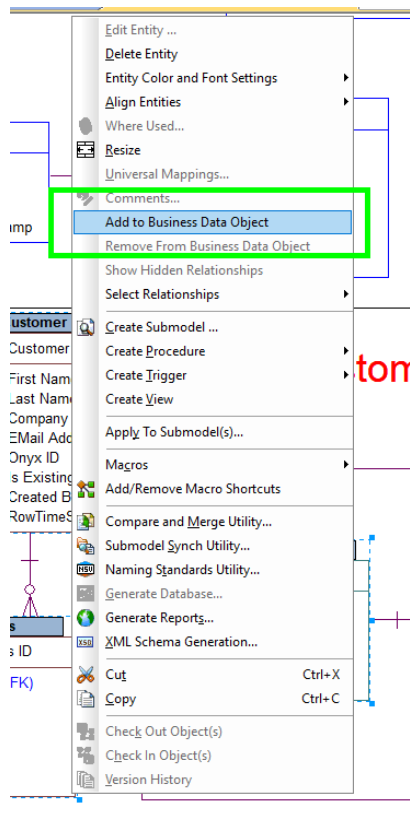 Edit Entity ...
Delete Entity
Entity Color and Font Settings
Align Entities
Where Used...
Resize
Universal Mappings...
Comments...
Add to Business Data Object
Remove From Business Data Object
Show Hidden Relationships
Select Relationships
Create Submodel ...
Create Procedure
Create Trigger
Create View
Apply To Submodel(s)...
Macros
Add/Remove Macro Shortcuts
Compare and Merge Utility...
Submodel Synch Utility...
NSU Naming Standards Utility...
Generate Database...
Generate Reports...
XSD XML Schema Generation...
Cut Ctrl+X
Copy Ctrl+C
Check Out Object(s)
Check In Object(s)
Version History
mp
ustomer
Customer
First Nam
Last Nam
Company
EMail Add
Onyx ID
s Existing
Created B
RowTimeS
s
s ID
FK)
tom